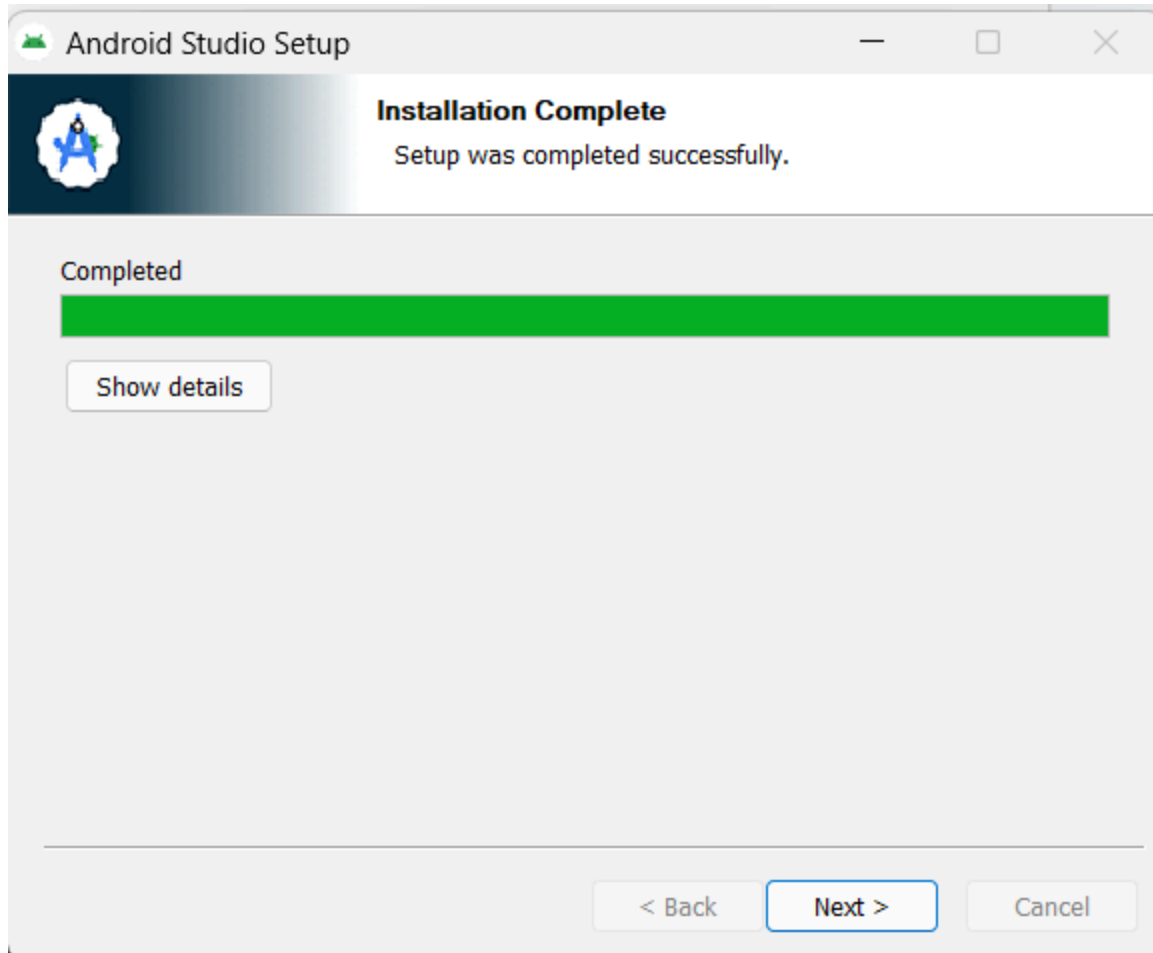 Android Studio Setup
Installation Complete
Setup was completed successfully.
Completed
Show details
< Back
Next >
Cancel